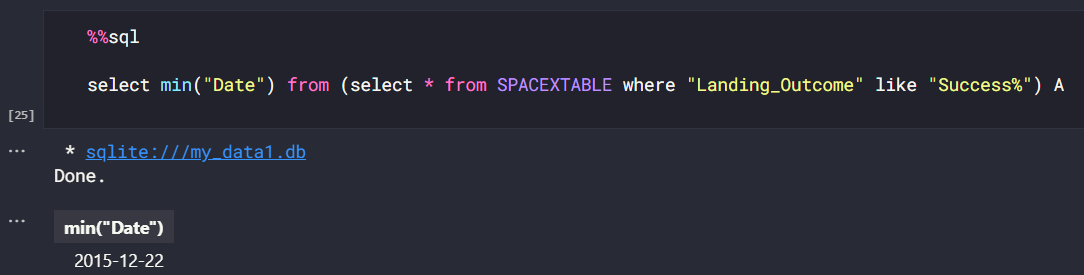 %%sql
select min("Date") from (select * from SPACEXTABLE where "Landing_Outcome" like "Success%") A
[25]
... * sqlite:///my_data1.db
Done.
... min("Date")
2015-12-22